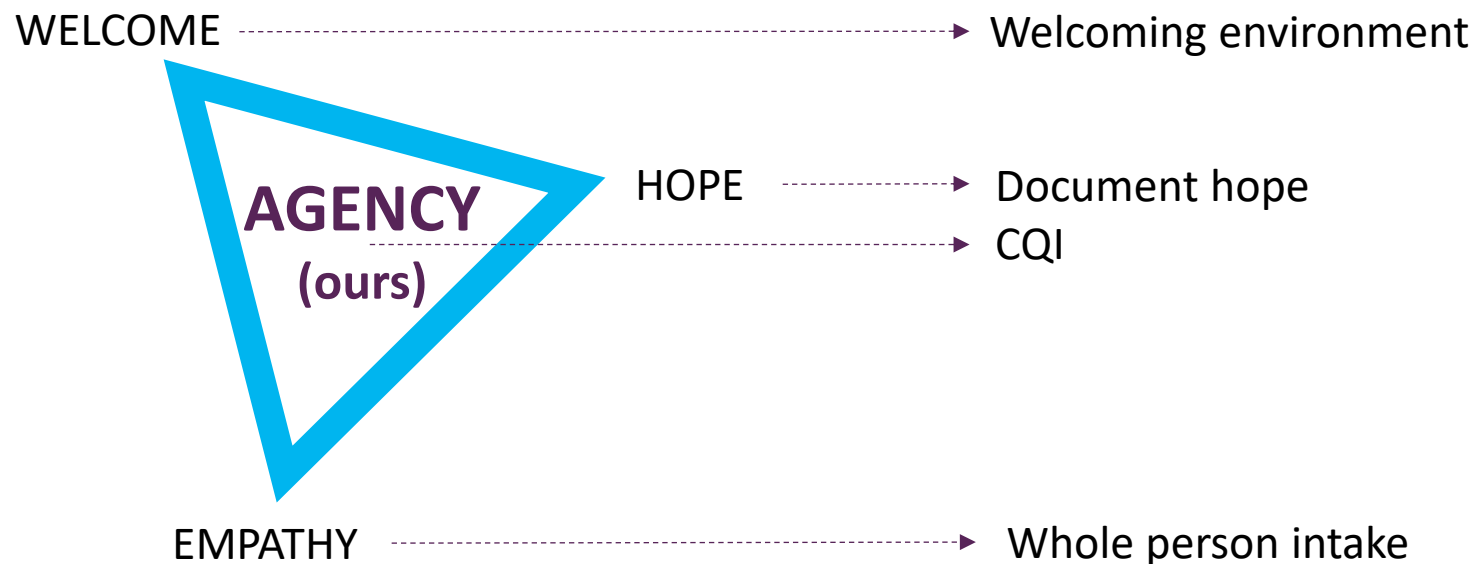 WELCOME
Welcoming environment
AGENCY
(ours)
HOPE
Document hope
CQI
EMPATHY
Whole person intake